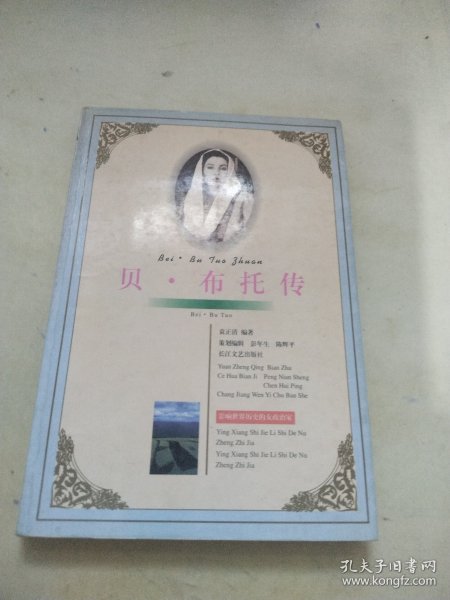 Bei · Bu Tuo Zhuan
贝·布托传
Bei · Bu Tuo
袁正清 编著
策划编辑 彭年生 陈辉平
长江文艺出版社
Yuan Zheng Qing Bian Zhu
Ce Hua Bian Ji Peng Nian Sheng
Chen Hui Ping
Chang Jiang Wen Yi Chu Ban She
影响世界历史的女政治家
Ying Xiang Shi Jie Li Shi De Nu
Zheng Zhi Jia
Ying Xiang Shi Jie Li Shi De Nu
Zheng Zhi Jia
孔夫子旧书网
www.kongfz.com